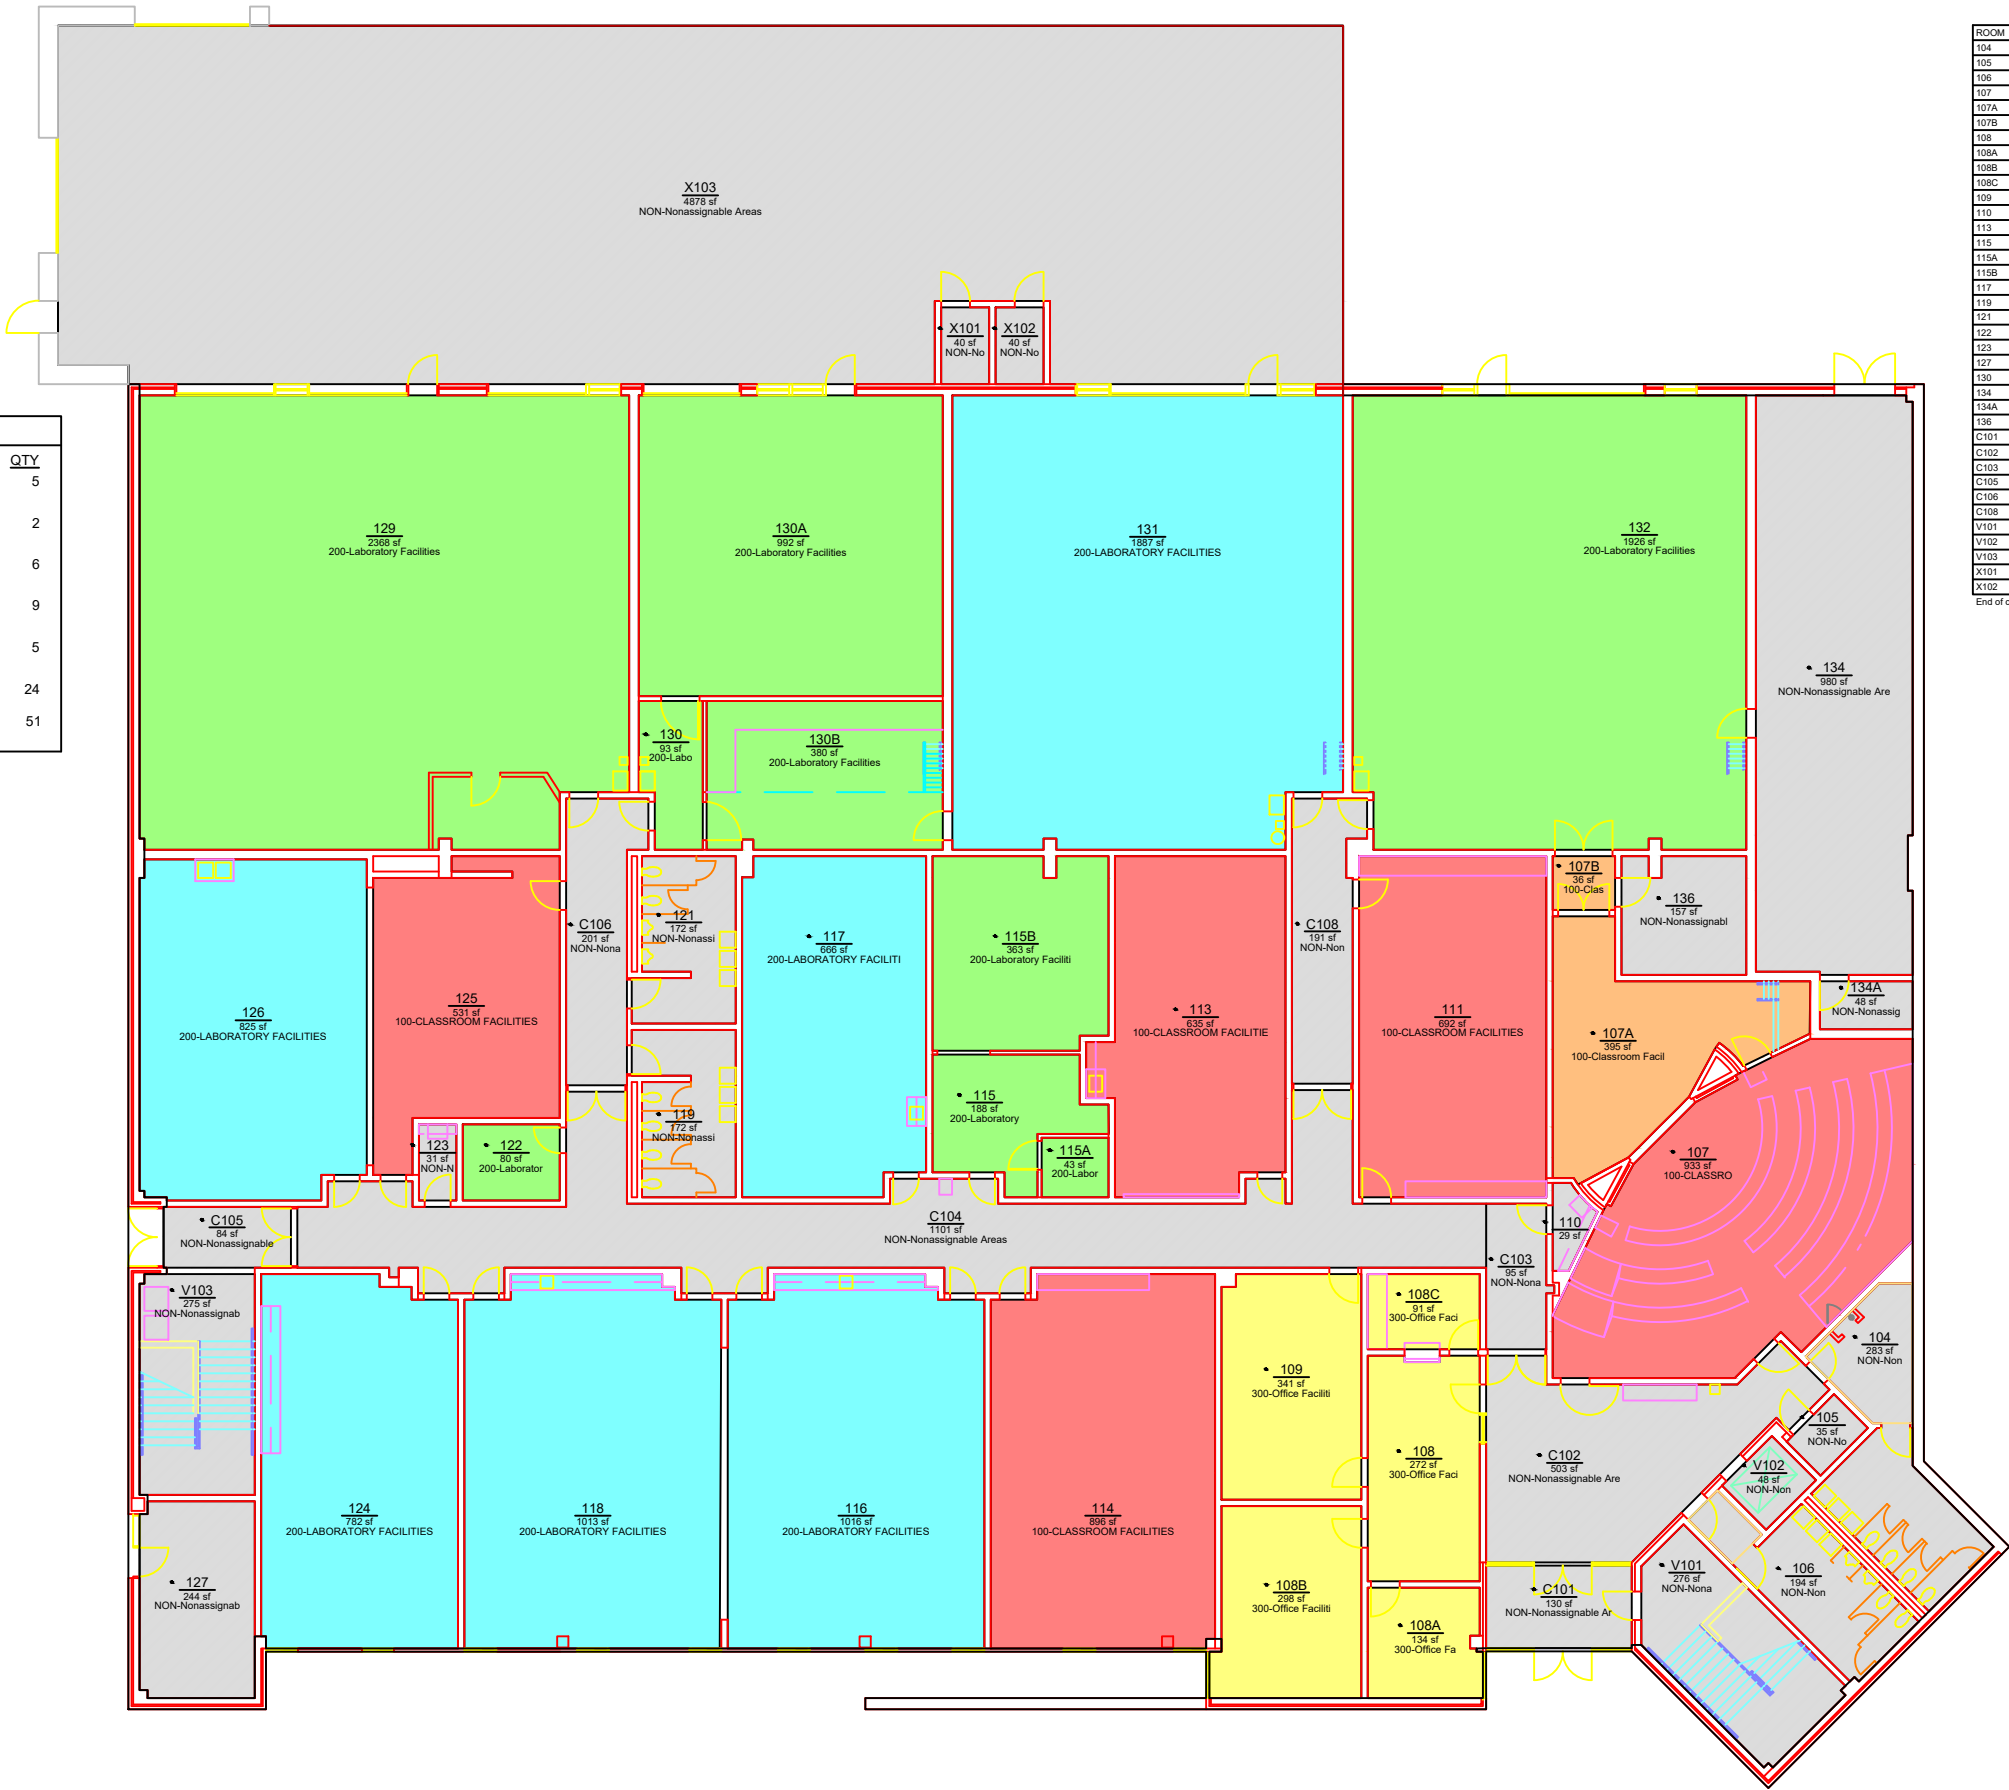 X103
4878 sf
NON-Nonassignable Areas
X101
40 sf
NON-No
X102
40 sf
NON-No
QTY
5
2
6
9
5
24
51
129
2368 sf
200-Laboratory Facilities
130A
992 sf
200-Laboratory Facilities
131
1887 sf
200-LABORATORY FACILITIES
132
1926 sf
200-Laboratory Facilities
134
980 sf
NON-Nonassignable Are
130
93 sf
200-Labo
130B
380 sf
200-Laboratory Facilities
107B
36 sf
100-Clas
136
157 sf
NON-Nonassignabl
C106
201 sf
NON-Nona
121
172 sf
NON-Nonassi
117
666 sf
200-LABORATORY FACILITI
115B
363 sf
200-Laboratory Faciliti
C108
191 sf
NON-Non
134A
48 sf
NON-Nonassig
126
825 sf
200-LABORATORY FACILITIES
125
531 sf
100-CLASSROOM FACILITIES
113
635 sf
100-CLASSROOM FACILITIE
111
692 sf
100-CLASSROOM FACILITIES
107A
395 sf
100-Classroom Facil
119
172 sf
NON-Nonassi
115
188 sf
200-Laboratory
123
31 sf
NON-N
122
80 sf
200-Laborator
115A
43 sf
200-Labor
107
933 sf
100-CLASSRO
C105
84 sf
NON-Nonassignable
C104
1101 sf
NON-Nonassignable Areas
110
29 sf
C103
95 sf
NON-Nona
V103
275 sf
NON-Nonassignab
108C
91 sf
300-Office Faci
104
283 sf
NON-Non
109
341 sf
300-Office Faciliti
105
35 sf
NON-No
108
272 sf
300-Office Faci
C102
503 sf
NON-Nonassignable Are
V102
48 sf
NON-Non
124
782 sf
200-LABORATORY FACILITIES
118
1013 sf
200-LABORATORY FACILITIES
116
1016 sf
200-LABORATORY FACILITIES
114
896 sf
100-CLASSROOM FACILITIES
127
244 sf
NON-Nonassignab
108B
298 sf
300-Office Faciliti
C101
130 sf
NON-Nonassignable Ar
V101
276 sf
NON-Nona
106
194 sf
NON-Non
108A
134 sf
300-Office Fa
ROOM
104
105
106
107
107A
107B
108
108A
108B
108C
109
110
113
115
115A
115B
117
119
121
122
123
127
130
134
134A
136
C101
C102
C103
C105
C106
C108
V101
V102
V103
X101
X102
End of